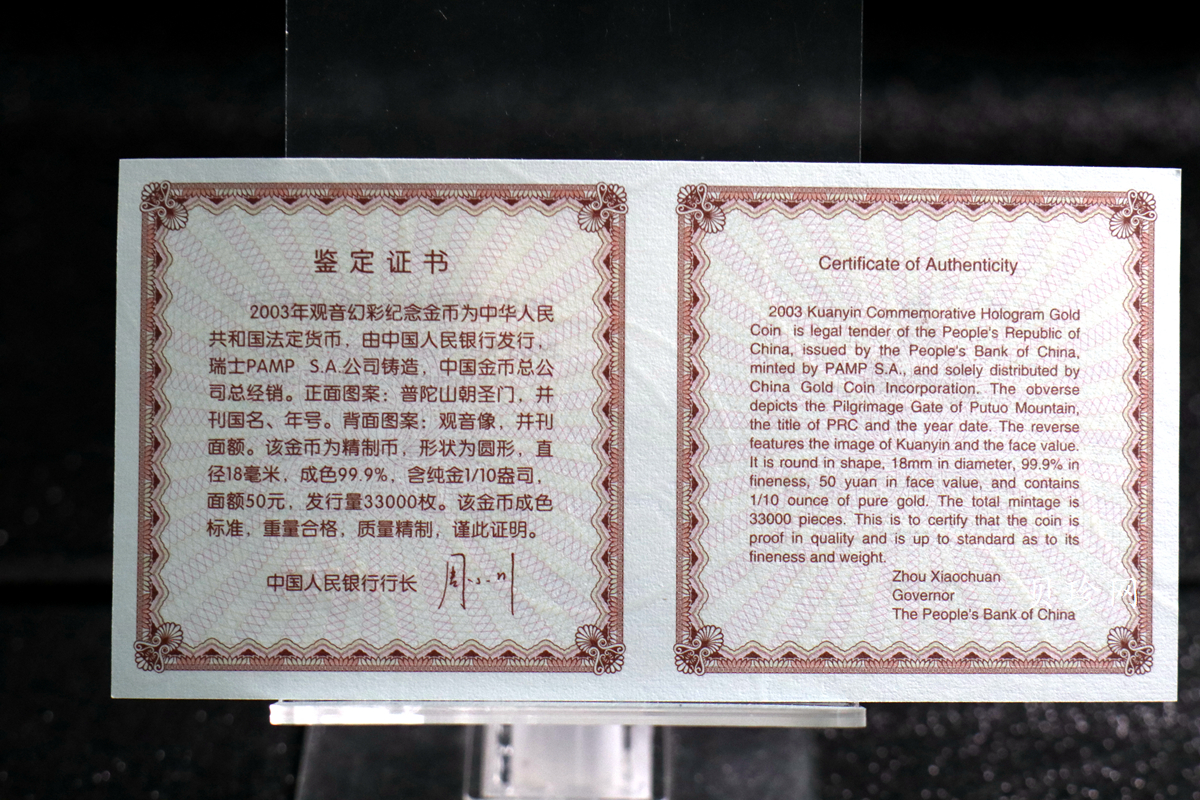 鉴定证书
2003年观音幻彩纪念金币为中华人民
共和国法定货币，由中国人民银行发行，
瑞士PAMP S.A.公司铸造，中国金币总公
司总经销。正面图案：普陀山朝圣门，并
刊国名、年号。背面图案：观音像，并刊
面额。该金币为精制币，形状为圆形，直
径18毫米，成色99.9%，含纯金1/10盎司，
面额50元，发行量33000枚。该金币成色
标准，重量合格，质量精制，谨此证明。
中国人民银行行长
Certificate of Authenticity
2003 Kuanyin Commemorative Hologram Gold
Coin is legal tender of the People's Republic of
China, issued by the People's Bank of China,
minted by PAMP S.A., and solely distributed by
China Gold Coin Incorporation. The obverse
depicts the Pilgrimage Gate of Putuo Mountain,
the title of PRC and the year date. The reverse
features the image of Kuanyin and the face value.
It is round in shape, 18mm in diameter, 99.9% in
fineness, 50 yuan in face value, and contains
1/10 ounce of pure gold. The total mintage is
33000 pieces. This is to certify that the coin is
proof in quality and is up to standard as to its
fineness and weight.
Zhou Xiaochuan
Governor
The People's Bank of China